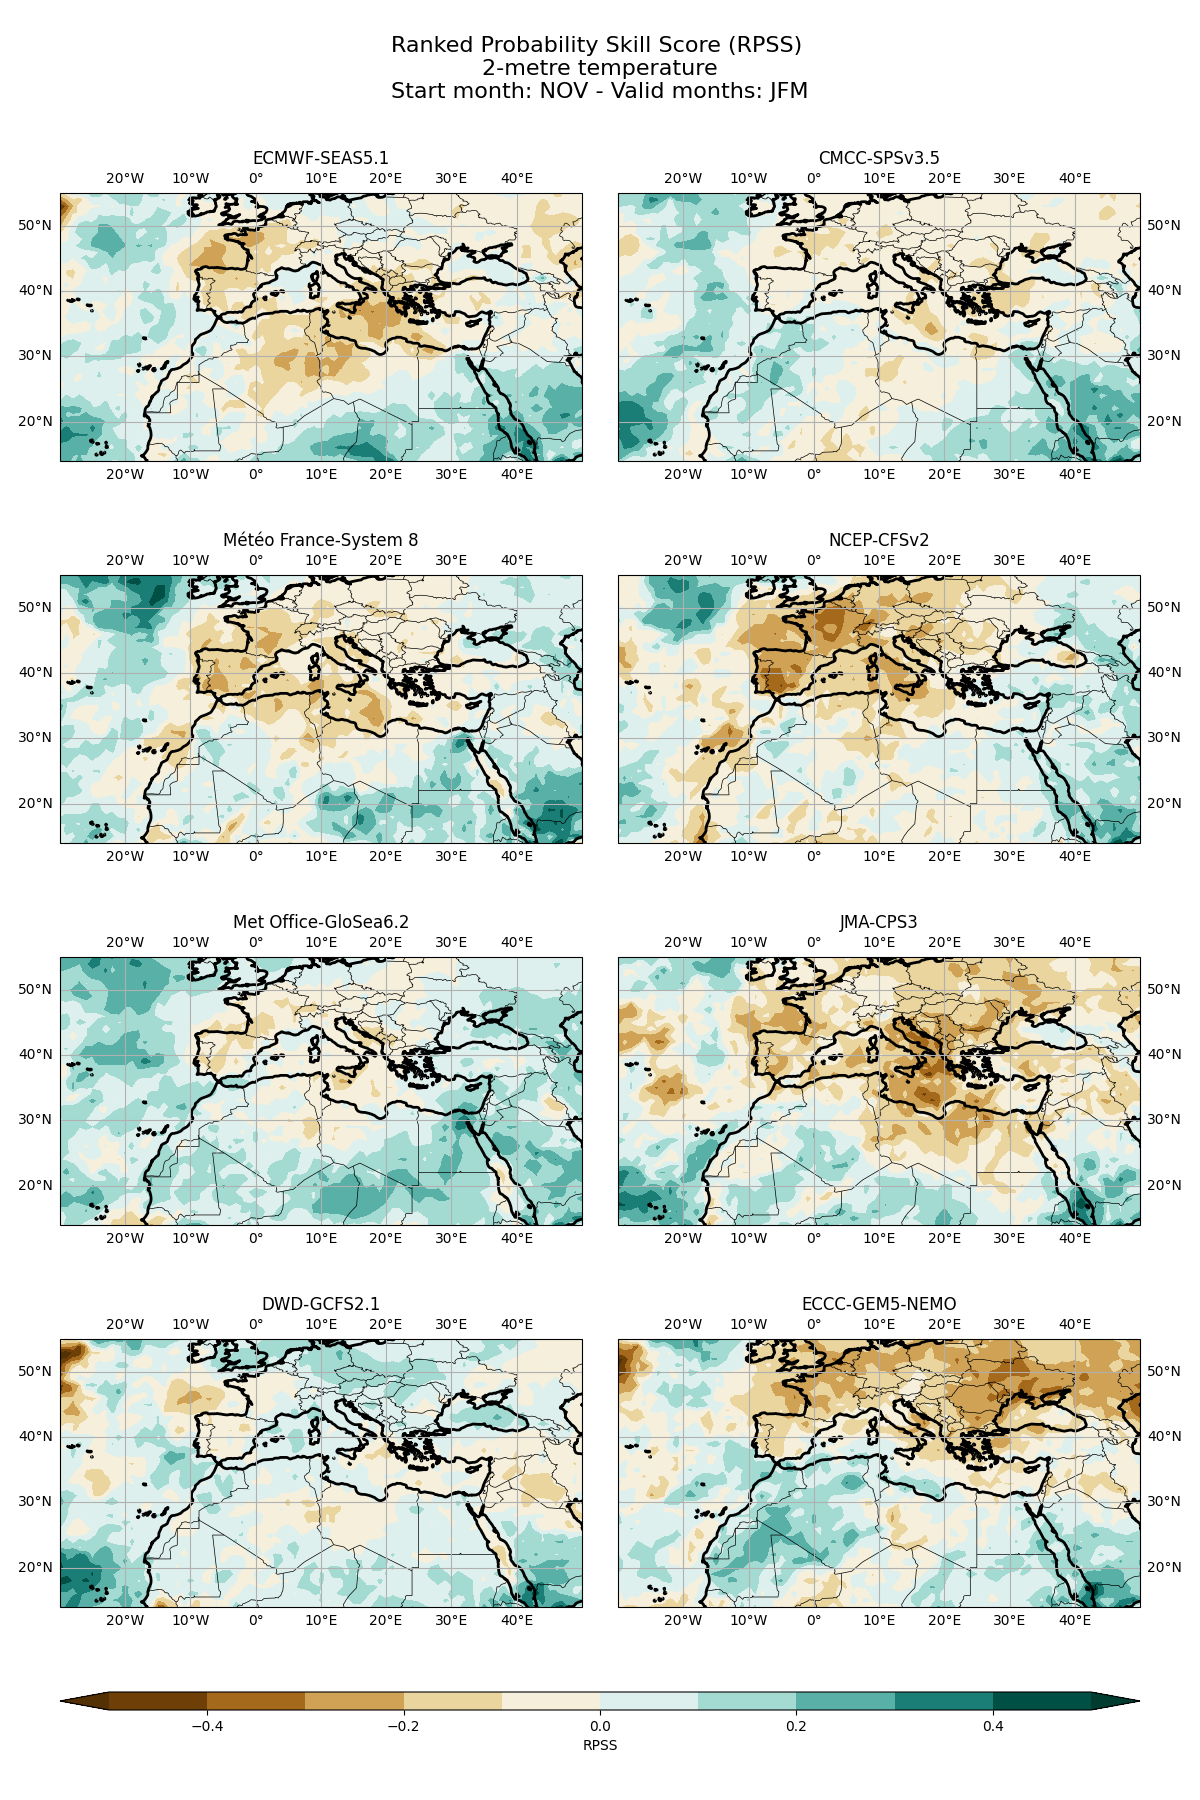 Ranked Probability Skill Score (RPSS)
2-metre temperature
Start month: NOV - Valid months: JFM
ECMWF-SEAS5.1
CMCC-SPSv3.5
20°W 10°W 0° 10°E 20°E 30°E 40°E
20°W 10°W 0° 10°E 20°E 30°E 40°E
50°N
50°N
40°N
40°N
30°N
30°N
20°N
20°N
20°W 10°W 0° 10°E 20°E 30°E 40°E
20°W 10°W 0° 10°E 20°E 30°E 40°E
Météo France-System 8
NCEP-CFSv2
20°W 10°W 0° 10°E 20°E 30°E 40°E
20°W 10°W 0° 10°E 20°E 30°E 40°E
50°N
50°N
40°N
40°N
30°N
30°N
20°N
20°N
20°W 10°W 0° 10°E 20°E 30°E 40°E
20°W 10°W 0° 10°E 20°E 30°E 40°E
Met Office-GloSea6.2
JMA-CPS3
20°W 10°W 0° 10°E 20°E 30°E 40°E
20°W 10°W 0° 10°E 20°E 30°E 40°E
50°N
50°N
40°N
40°N
30°N
30°N
20°N
20°N
20°W 10°W 0° 10°E 20°E 30°E 40°E
20°W 10°W 0° 10°E 20°E 30°E 40°E
DWD-GCFS2.1
ECCC-GEM5-NEMO
20°W 10°W 0° 10°E 20°E 30°E 40°E
20°W 10°W 0° 10°E 20°E 30°E 40°E
50°N
50°N
40°N
40°N
30°N
30°N
20°N
20°N
20°W 10°W 0° 10°E 20°E 30°E 40°E
20°W 10°W 0° 10°E 20°E 30°E 40°E
−0.4 −0.2 0.0 0.2 0.4
RPSS